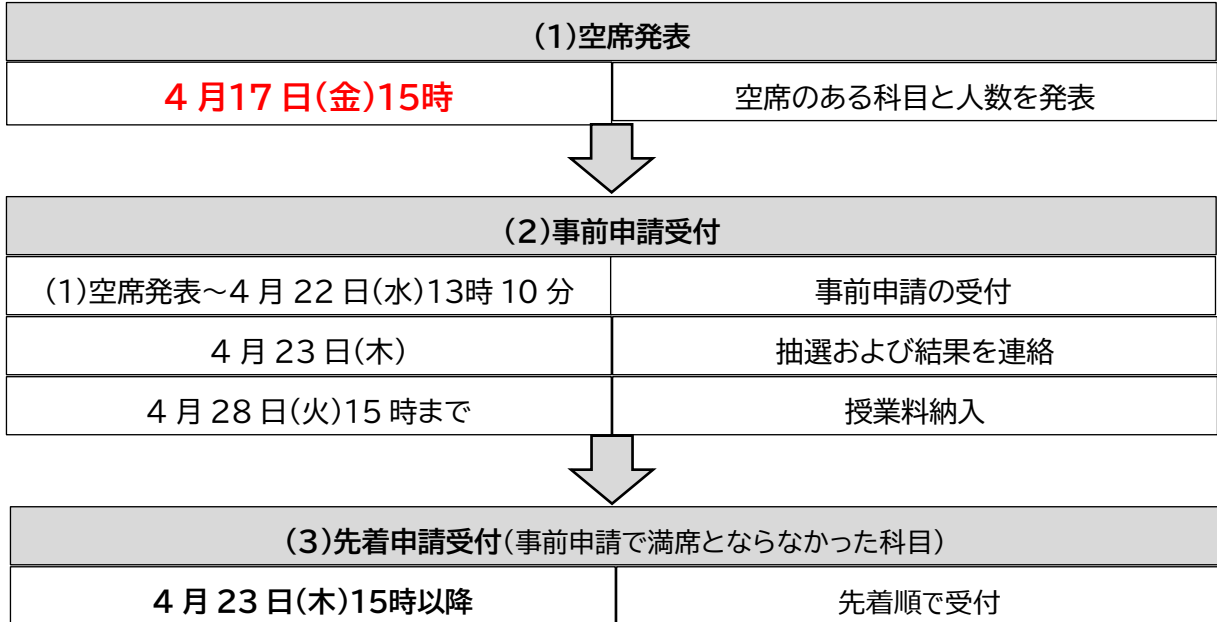 (1)空席発表
4月17日(金)15時 空席のある科目と人数を発表
(2)事前申請受付
(1)空席発表~4月22日(水)13時10分 事前申請の受付
4月23日(木) 抽選および結果を連絡
4月28日(火)15時まで 授業料納入
(3)先着申請受付(事前申請で満席とならなかった科目)
4月23日(木)15時以降 先着順で受付